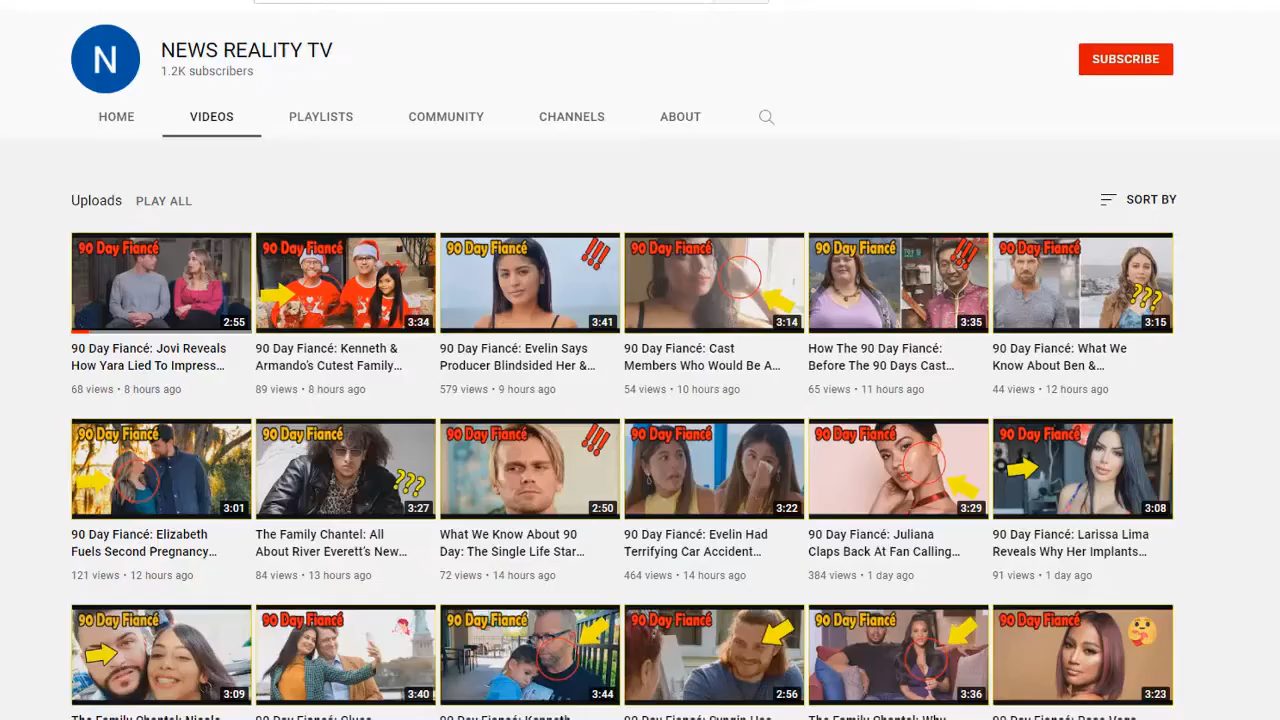 N
NEWS REALITY TV
1.2K subscribers
SUBSCRIBE
HOME VIDEOS PLAYLISTS COMMUNITY CHANNELS ABOUT
Uploads PLAY ALL
SORT BY
90 Day Fiancé 2:55
90 Day Fiancé 3:34
90 Day Fiancé !!! 3:41
90 Day Fiancé 3:14
90 Day Fiancé !!! 3:35
90 Day Fiancé ??? 3:15
90 Day Fiancé: Jovi Reveals
How Yara Lied To Impress...
68 views • 8 hours ago
90 Day Fiancé: Kenneth &
Armando's Cutest Family...
89 views • 8 hours ago
90 Day Fiancé: Evelin Says
Producer Blindsided Her &...
579 views • 9 hours ago
90 Day Fiancé: Cast
Members Who Would Be A...
54 views • 10 hours ago
How The 90 Day Fiancé:
Before The 90 Days Cast...
65 views • 11 hours ago
90 Day Fiancé: What We
Know About Ben &...
44 views • 12 hours ago
90 Day Fiancé 3:01
90 Day Fiancé ??? 3:27
90 Day Fiancé !!! 2:50
90 Day Fiancé 3:22
90 Day Fiancé 3:29
90 Day Fiancé 3:08
90 Day Fiancé: Elizabeth
Fuels Second Pregnancy...
121 views • 12 hours ago
The Family Chantel: All
About River Everett's New...
84 views • 13 hours ago
What We Know About 90
Day: The Single Life Star...
72 views • 14 hours ago
90 Day Fiancé: Evelin Had
Terrifying Car Accident...
464 views • 14 hours ago
90 Day Fiancé: Juliana
Claps Back At Fan Calling...
384 views • 1 day ago
90 Day Fiancé: Larissa Lima
Reveals Why Her Implants...
91 views • 1 day ago
90 Day Fiancé 3:09
90 Day Fiancé 3:40
90 Day Fiancé 3:44
90 Day Fiancé 2:56
90 Day Fiancé 3:36
90 Day Fiancé 3:23